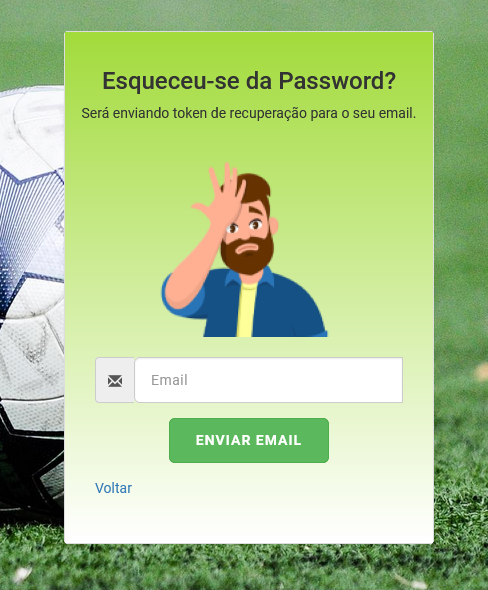 Esqueceu-se da Password?
Será enviando token de recuperação para o seu email.
Email
ENVIAR EMAIL
Voltar